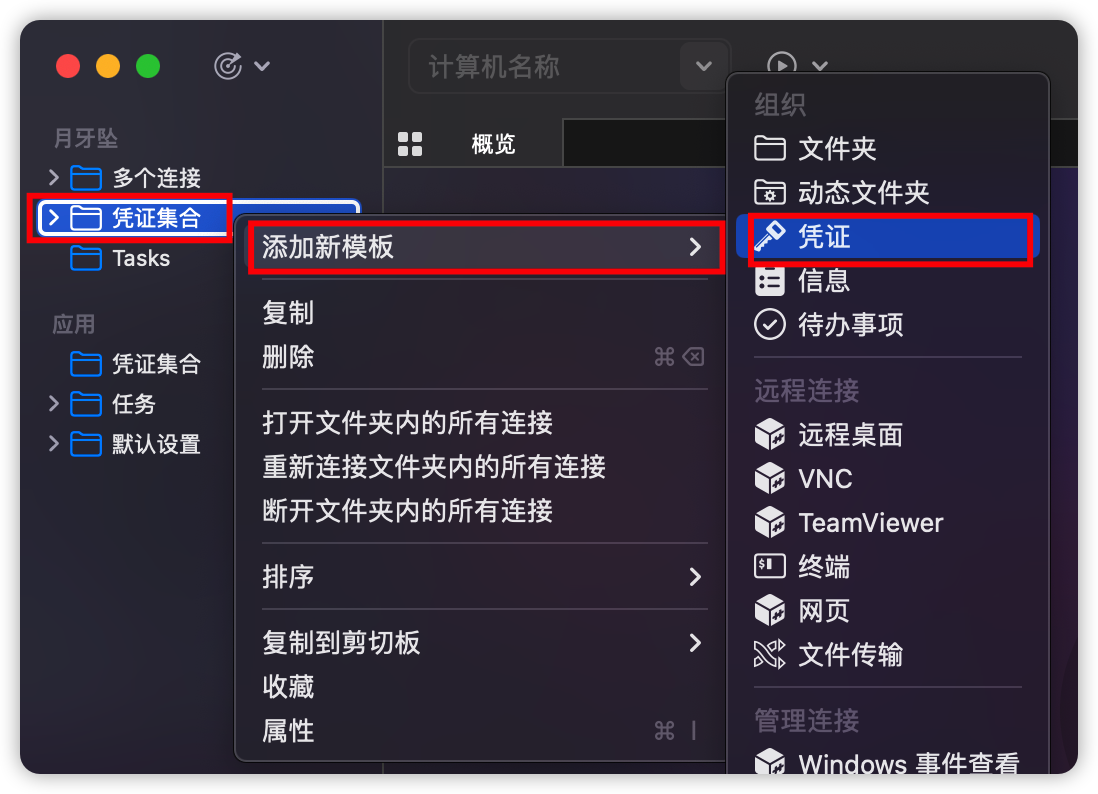 计算机名称
月牙坠
多个连接
凭证集合
Tasks
应用
凭证集合
任务
默认设置
概览
添加新模板
复制
删除 ⌘⌫
打开文件夹内的所有连接
重新连接文件夹内的所有连接
断开文件夹内的所有连接
排序
复制到剪切板
收藏
属性 ⌘ I
组织
文件夹
动态文件夹
凭证
信息
待办事项
远程连接
远程桌面
VNC
TeamViewer
终端
网页
文件传输
管理连接
Windows 事件查看